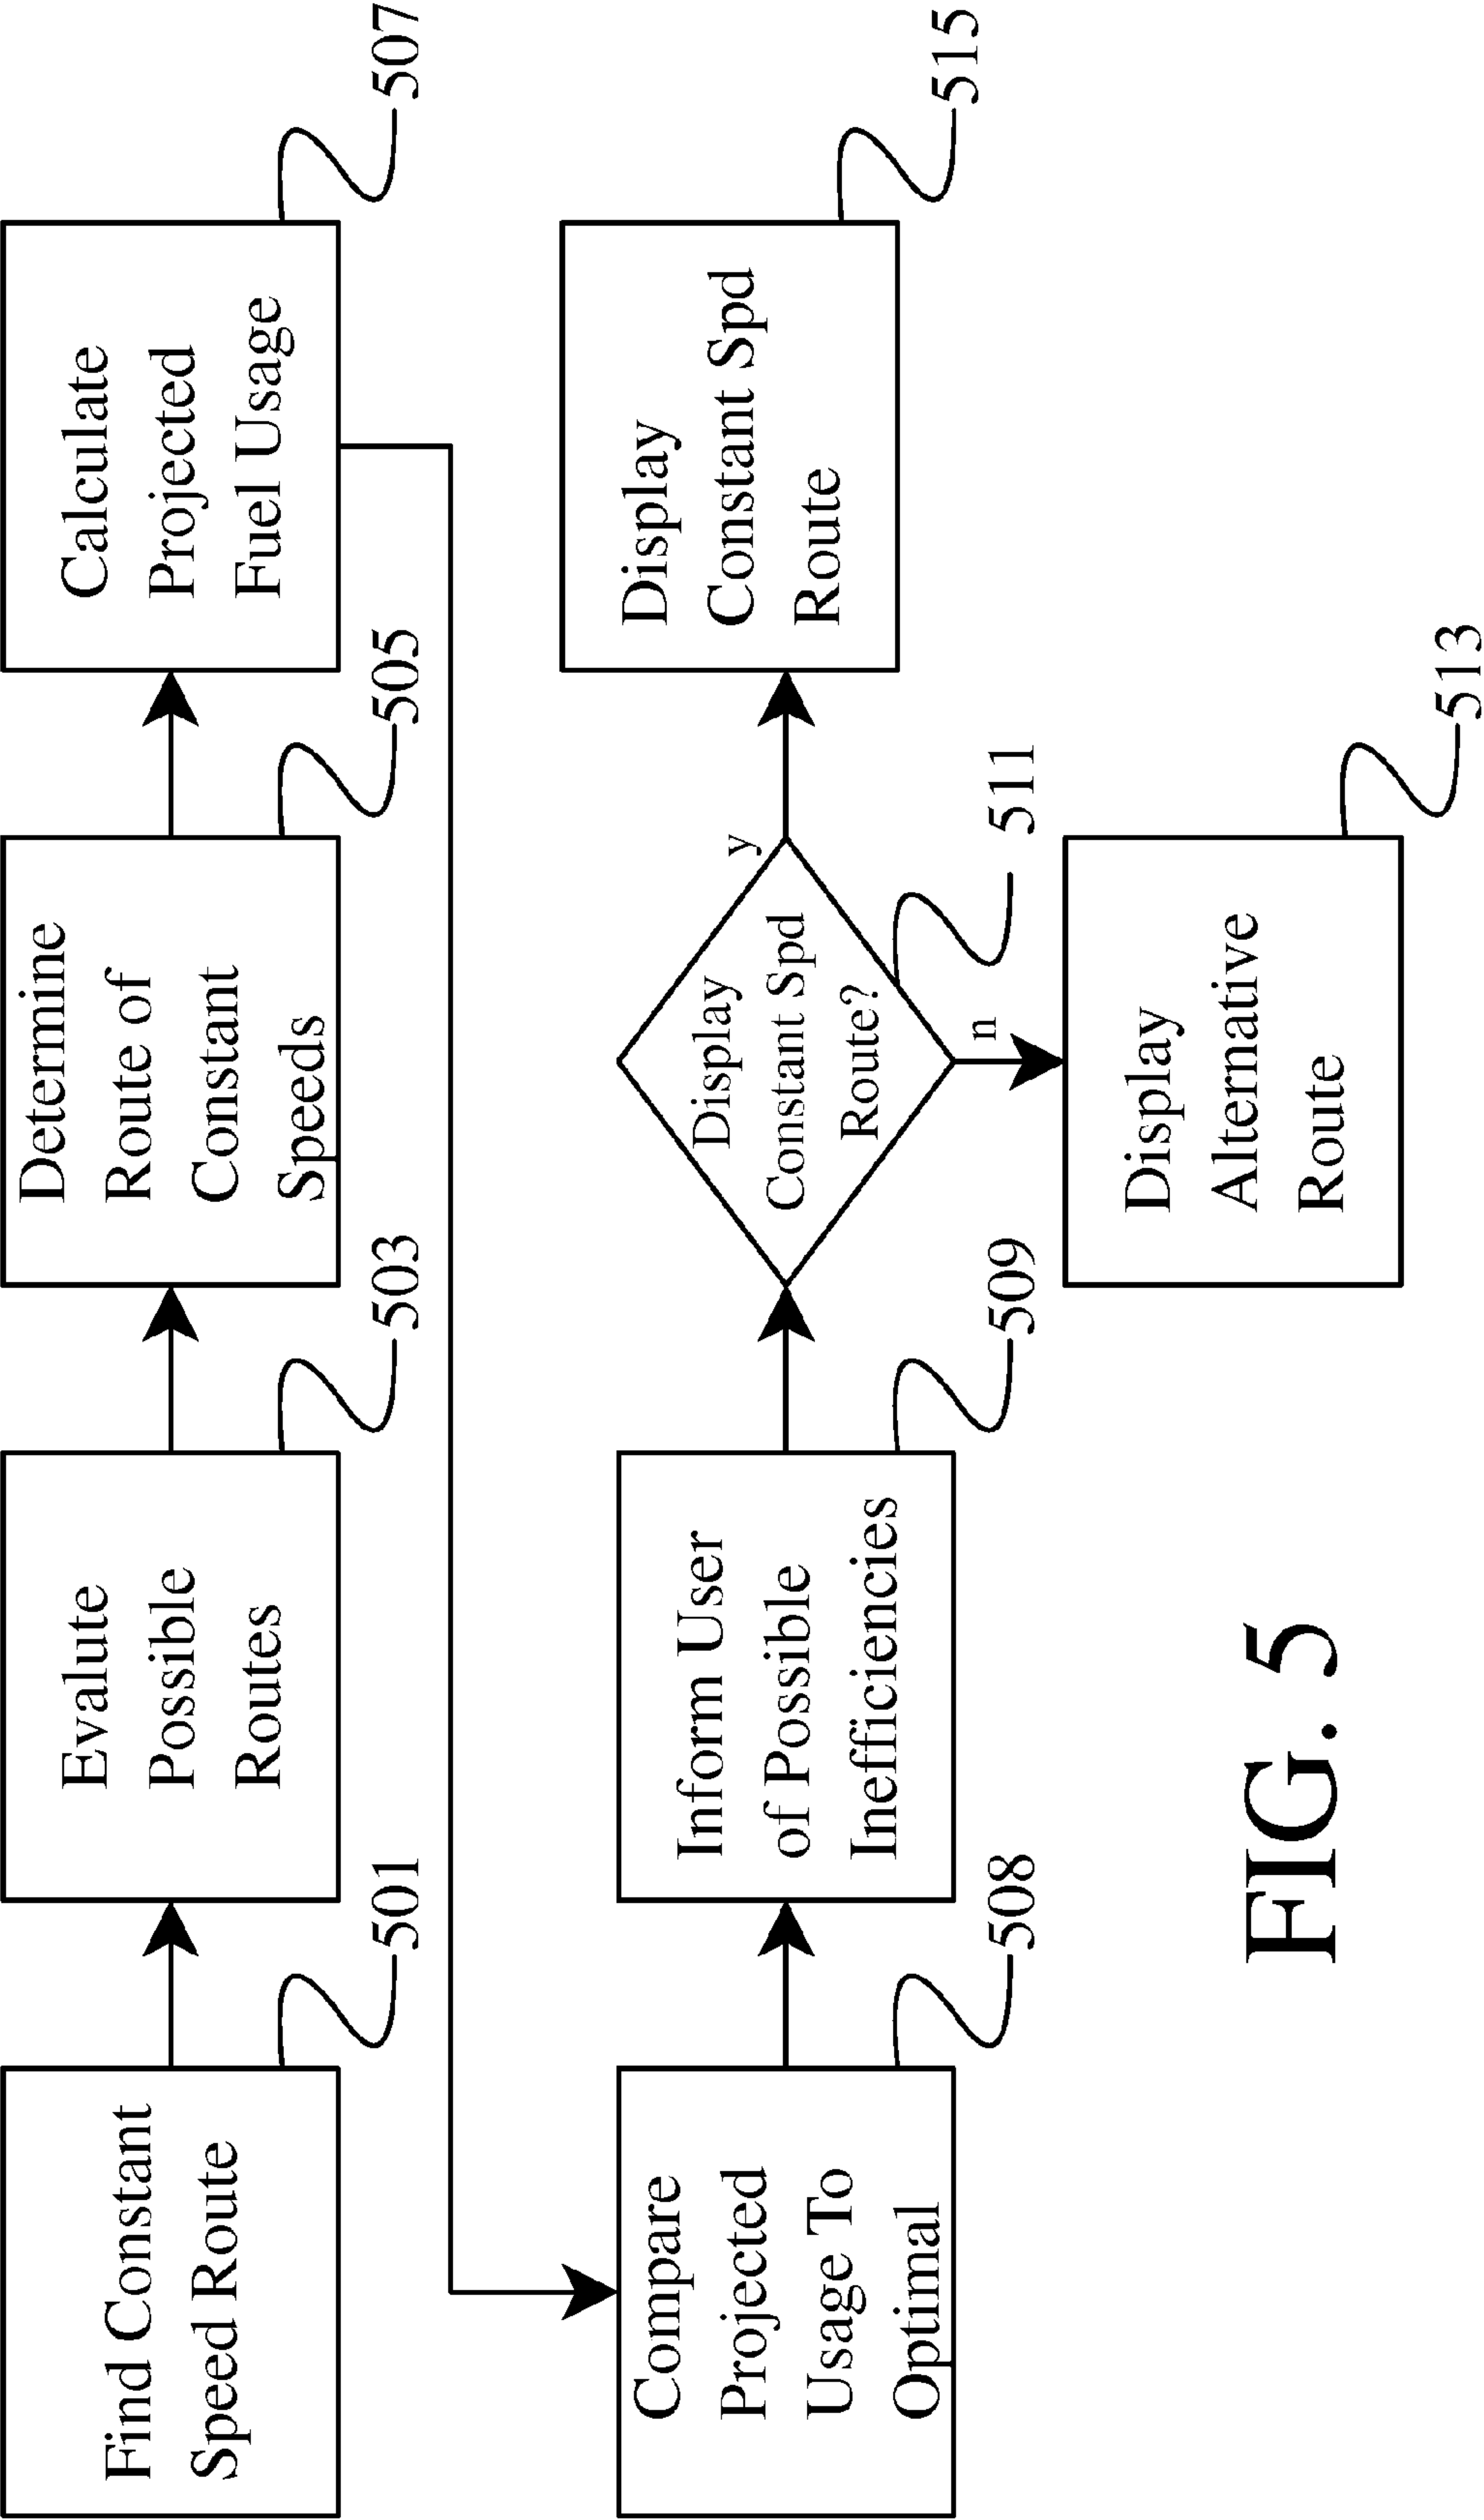 Find Constant
Speed Route
501
Evalute
Possible
Routes
503
Determine
Route of
Constant
Speeds
505
Calculate
Projected
Fuel Usage
507
Compare
Projected
Usage To
Optimal
508
Inform User
of Possible
Inefficiencies
509
Display
Constant Spd
Route?
511
y
n
Display
Constant Spd
Route
515
Display
Alternative
Route
513
FIG. 5